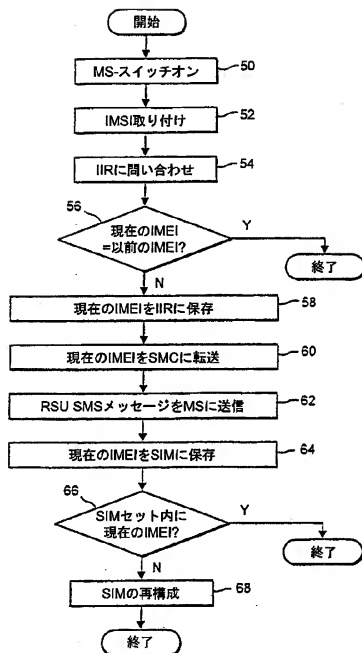 開始
MS-スイッチオン
50
IMSI取り付け
52
IIRに問い合わせ
54
56
現在のIMEI
=以前のIMEI?
Y
終了
N
現在のIMEIをIIRに保存
58
現在のIMEIをSMCに転送
60
RSU SMSメッセージをMSに送信
62
現在のIMEIをSIMに保存
64
66
SIMセット内に
現在のIMEI?
Y
終了
N
SIMの再構成
68
終了